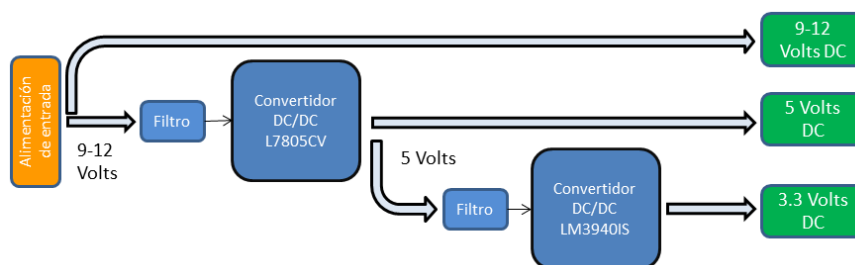 Alimentación
de entrada
9-12
Volts
Filtro
Convertidor
DC/DC
L7805CV
5 Volts
Filtro
Convertidor
DC/DC
LM3940IS
9-12
Volts DC
5 Volts
DC
3.3 Volts
DC